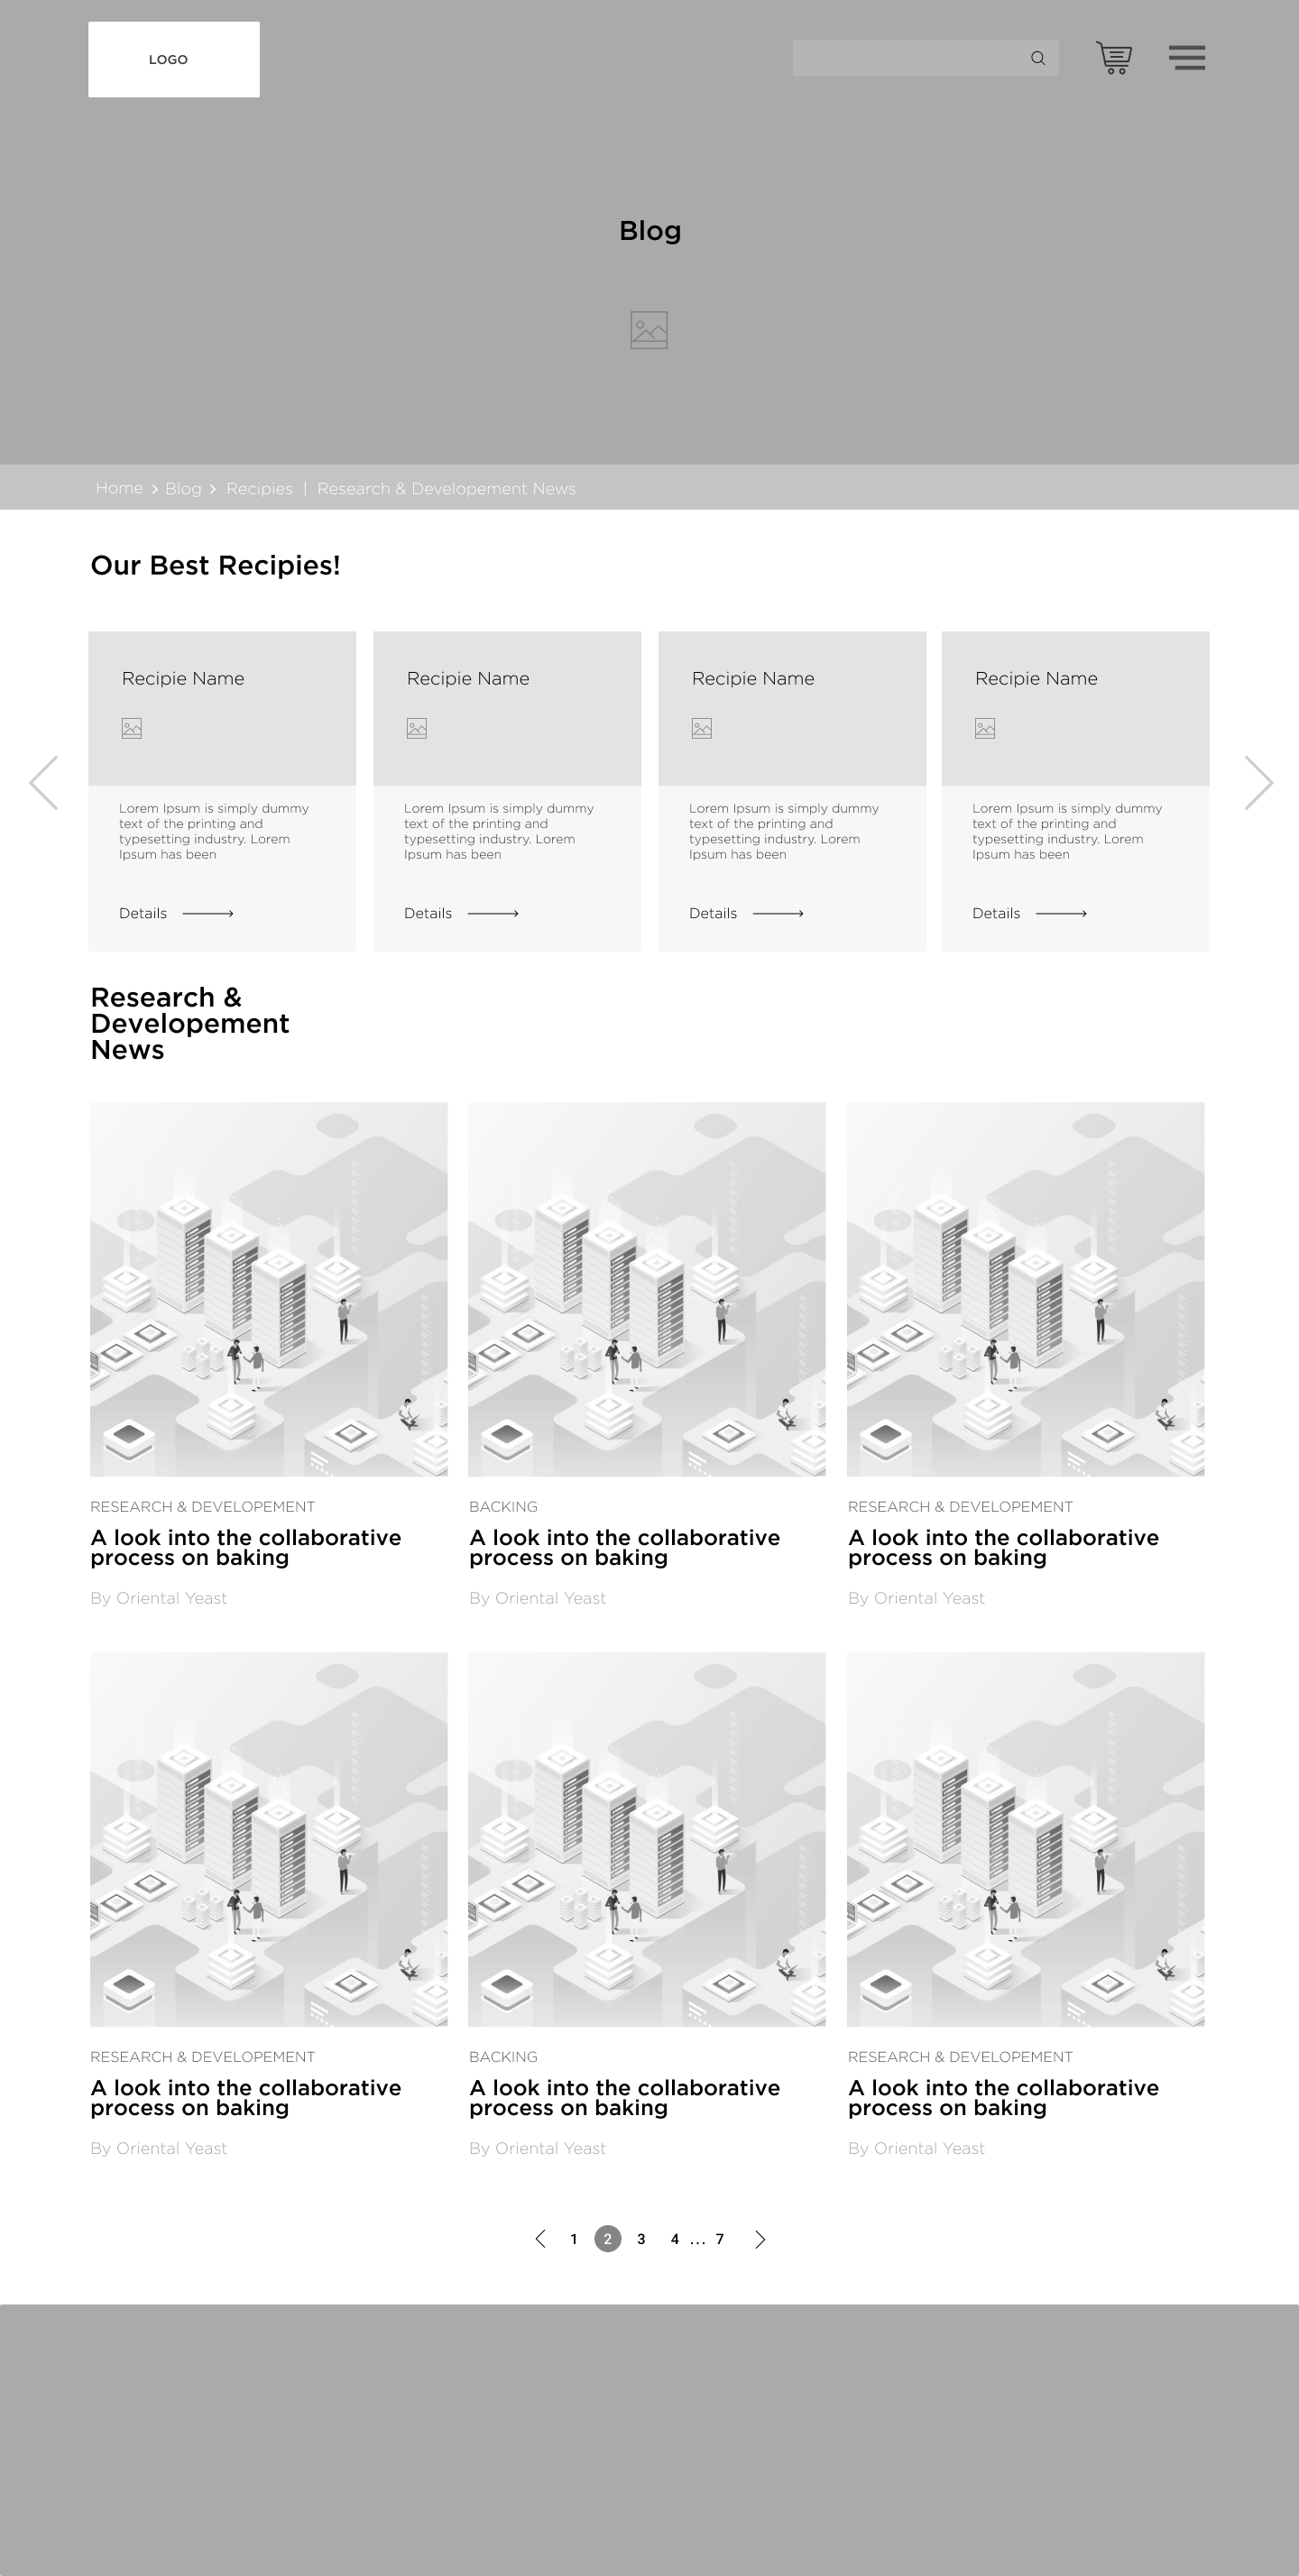 LOGO
Blog
Home > Blog > Recipies | Research & Developement News
Our Best Recipies!
Recipie Name
Lorem Ipsum is simply dummy
text of the printing and
typesetting industry. Lorem
Ipsum has been
Details
Recipie Name
Lorem Ipsum is simply dummy
text of the printing and
typesetting industry. Lorem
Ipsum has been
Details
Recipie Name
Lorem Ipsum is simply dummy
text of the printing and
typesetting industry. Lorem
Ipsum has been
Details
Recipie Name
Lorem Ipsum is simply dummy
text of the printing and
typesetting industry. Lorem
Ipsum has been
Details
Research &
Developement
News
RESEARCH & DEVELOPEMENT
A look into the collaborative
process on baking
By Oriental Yeast
BACKING
A look into the collaborative
process on baking
By Oriental Yeast
RESEARCH & DEVELOPEMENT
A look into the collaborative
process on baking
By Oriental Yeast
RESEARCH & DEVELOPEMENT
A look into the collaborative
process on baking
By Oriental Yeast
BACKING
A look into the collaborative
process on baking
By Oriental Yeast
RESEARCH & DEVELOPEMENT
A look into the collaborative
process on baking
By Oriental Yeast
1 2 3 4 ... 7